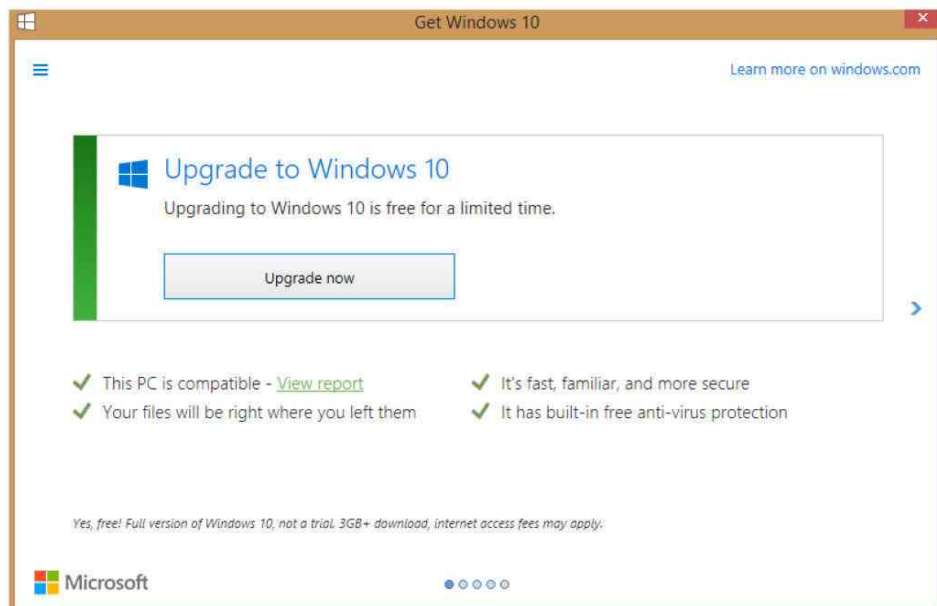 Get Windows 10
Learn more on windows.com
Upgrade to Windows 10
Upgrading to Windows 10 is free for a limited time.
Upgrade now
This PC is compatible - View report
It's fast, familiar, and more secure
Your files will be right where you left them
It has built-in free anti-virus protection
Yes, free! Full version of Windows 10, not a trial. 3GB+ download, internet access fees may apply.
Microsoft